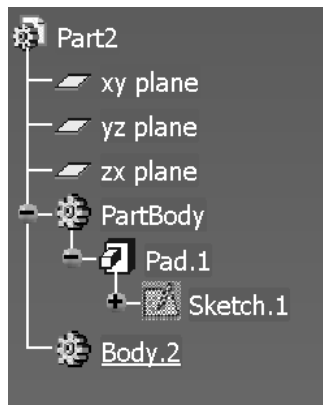 Part2
xy plane
yz plane
zx plane
PartBody
Pad.1
Sketch.1
Body.2